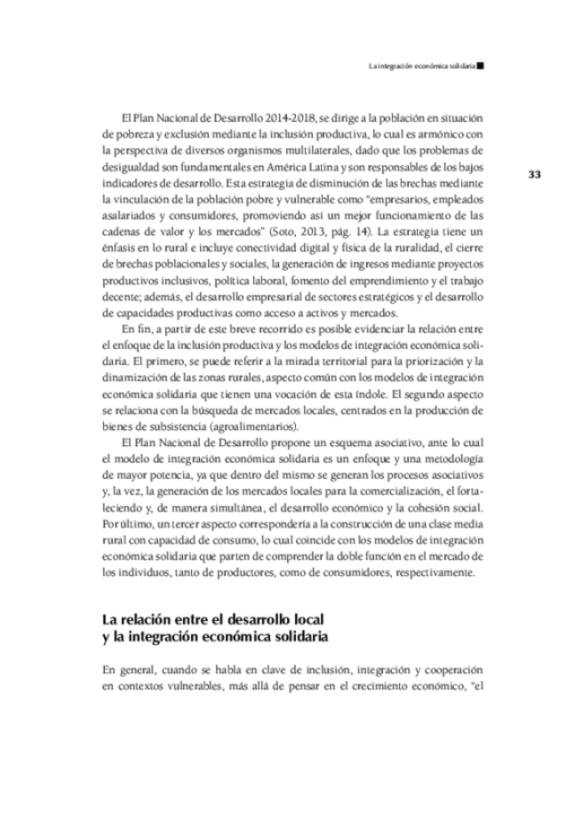 La integración económica solidaria
33
El Plan Nacional de Desarrollo 2014-2018, se dirige a la población en situación
de pobreza y exclusión mediante la inclusión productiva, lo cual es armónico con
la perspectiva de diversos organismos multilaterales, dado que los problemas de
desigualdad son fundamentales en América Latina y son responsables de los bajos
indicadores de desarrollo. Esta estrategia de disminución de las brechas mediante
la vinculación de la población pobre y vulnerable como “empresarios, empleados
asalariados y consumidores, promoviendo así un mejor funcionamiento de las
cadenas de valor y los mercados” (Soto, 2013, pág. 14). La estrategia tiene un
énfasis en lo rural e incluye conectividad digital y física de la ruralidad, el cierre
de brechas poblacionales y sociales, la generación de ingresos mediante proyectos
productivos inclusivos, política laboral, fomento del emprendimiento y el trabajo
decente; además, el desarrollo empresarial de sectores estratégicos y el desarrollo
de capacidades productivas como acceso a activos y mercados.
En fin, a partir de este breve recorrido es posible evidenciar la relación entre
el enfoque de la inclusión productiva y los modelos de integración económica soli-
daria. El primero, se puede referir a la mirada territorial para la priorización y la
dinamización de las zonas rurales, aspecto común con los modelos de integración
económica solidaria que tienen una vocación de esta índole. El segundo aspecto
se relaciona con la búsqueda de mercados locales, centrados en la producción de
bienes de subsistencia (agroalimentarios).
El Plan Nacional de Desarrollo propone un esquema asociativo, ante lo cual
el modelo de integración económica solidaria es un enfoque y una metodología
de mayor potencia, ya que dentro del mismo se generan los procesos asociativos
y, la vez, la generación de los mercados locales para la comercialización, el forta-
leciendo y, de manera simultánea, el desarrollo económico y la cohesión social.
Por último, un tercer aspecto correspondería a la construcción de una clase media
rural con capacidad de consumo, lo cual coincide con los modelos de integración
económica solidaria que parten de comprender la doble función en el mercado de
los individuos, tanto de productores, como de consumidores, respectivamente.
La relación entre el desarrollo local
y la integración económica solidaria
En general, cuando se habla en clave de inclusión, integración y cooperación
en contextos vulnerables, más allá de pensar en el crecimiento económico, “el